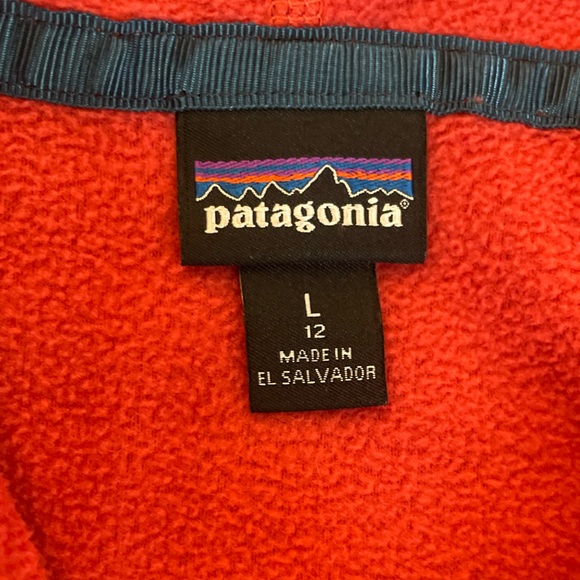 patagonia®
L
12
MADE IN
EL SALVADOR